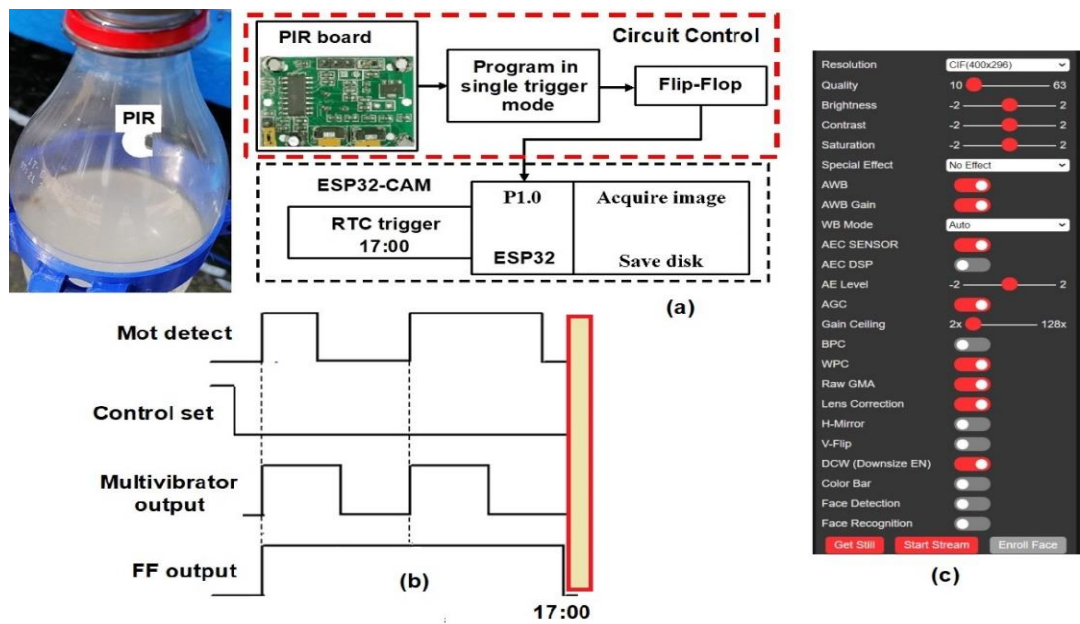 PIR
PIR board
Circuit Control
Program in
single trigger
mode
Flip-Flop
ESP32-CAM
RTC trigger
17:00
P1.0
ESP32
Acquire image
Save disk
(a)
Mot detect
Control set
Multivibrator
output
FF output
(b)
17:00
Resolution CIF(400x296)
Quality 10 63
Brightness -2 2
Contrast -2 2
Saturation -2 2
Special Effect No Effect
AWB
AWB Gain
WB Mode Auto
AEC SENSOR
AEC DSP
AE Level -2 2
AGC
Gain Ceiling 2x 128x
BPC
WPC
Raw GMA
Lens Correction
H-Mirror
V-Flip
DCW (Downsize EN)
Color Bar
Face Detection
Face Recognition
Get Still Start Stream Enroll Face
(c)